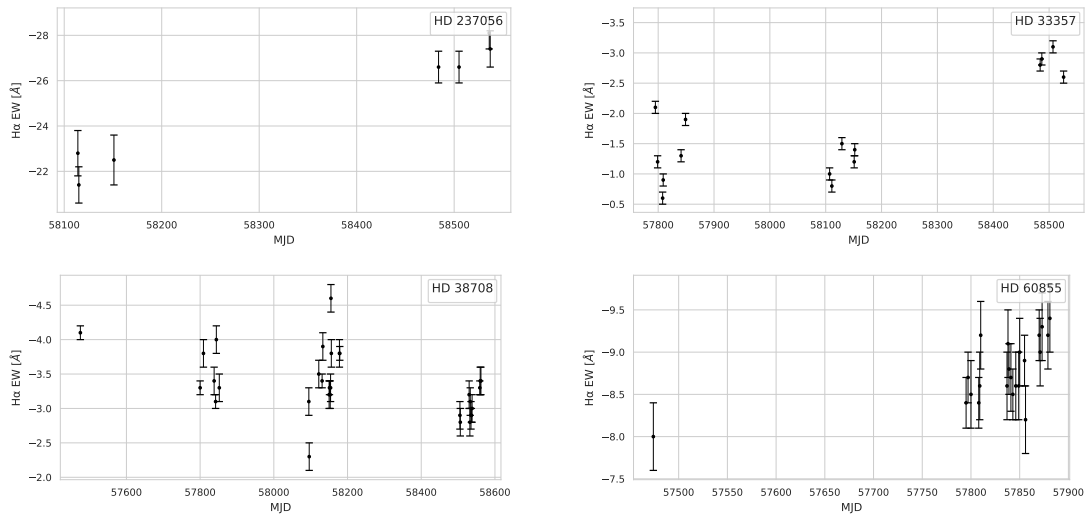 HD 237056
−28
−26
−24
−22
Hα EW [Å]
58100 58200 58300 58400 58500
MJD
HD 33357
−3.5
−3.0
−2.5
−2.0
−1.5
−1.0
−0.5
Hα EW [Å]
57800 57900 58000 58100 58200 58300 58400 58500
MJD
HD 38708
−4.5
−4.0
−3.5
−3.0
−2.5
−2.0
Hα EW [Å]
57600 57800 58000 58200 58400 58600
MJD
HD 60855
−9.5
−9.0
−8.5
−8.0
−7.5
Hα EW [Å]
57500 57550 57600 57650 57700 57750 57800 57850 57900
MJD